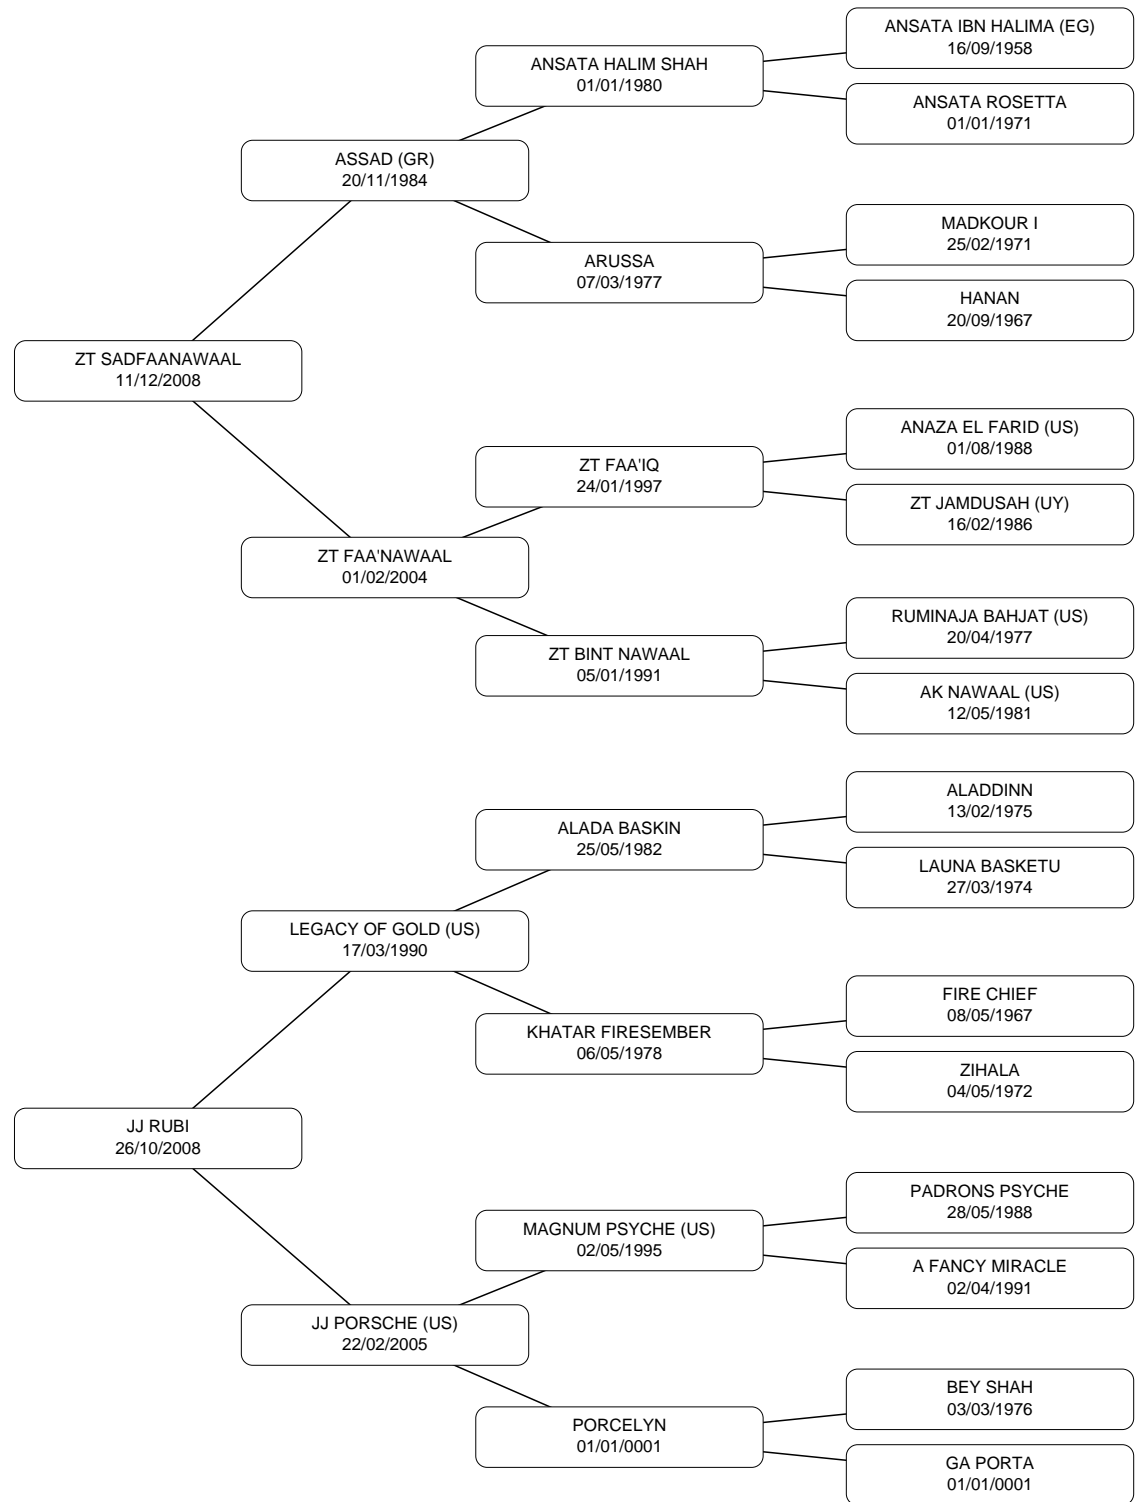 ANSATA IBN HALIMA (EG)
16/09/1958
ANSATA HALIM SHAH
01/01/1980
ANSATA ROSETTA
01/01/1971
ASSAD (GR)
20/11/1984
MADKOUR I
25/02/1971
ARUSSA
07/03/1977
HANAN
20/09/1967
ZT SADFAANAWAAL
11/12/2008
ANAZA EL FARID (US)
01/08/1988
ZT FAA'IQ
24/01/1997
ZT JAMDUSAH (UY)
16/02/1986
ZT FAA'NAWAAL
01/02/2004
RUMINAJA BAHJAT (US)
20/04/1977
ZT BINT NAWAAL
05/01/1991
AK NAWAAL (US)
12/05/1981
ALADDINN
13/02/1975
ALADA BASKIN
25/05/1982
LAUNA BASKETU
27/03/1974
LEGACY OF GOLD (US)
17/03/1990
FIRE CHIEF
08/05/1967
KHATAR FIRESEMBER
06/05/1978
ZIHALA
04/05/1972
JJ RUBI
26/10/2008
PADRONS PSYCHE
28/05/1988
MAGNUM PSYCHE (US)
02/05/1995
A FANCY MIRACLE
02/04/1991
JJ PORSCHE (US)
22/02/2005
BEY SHAH
03/03/1976
PORCELYN
01/01/0001
GA PORTA
01/01/0001